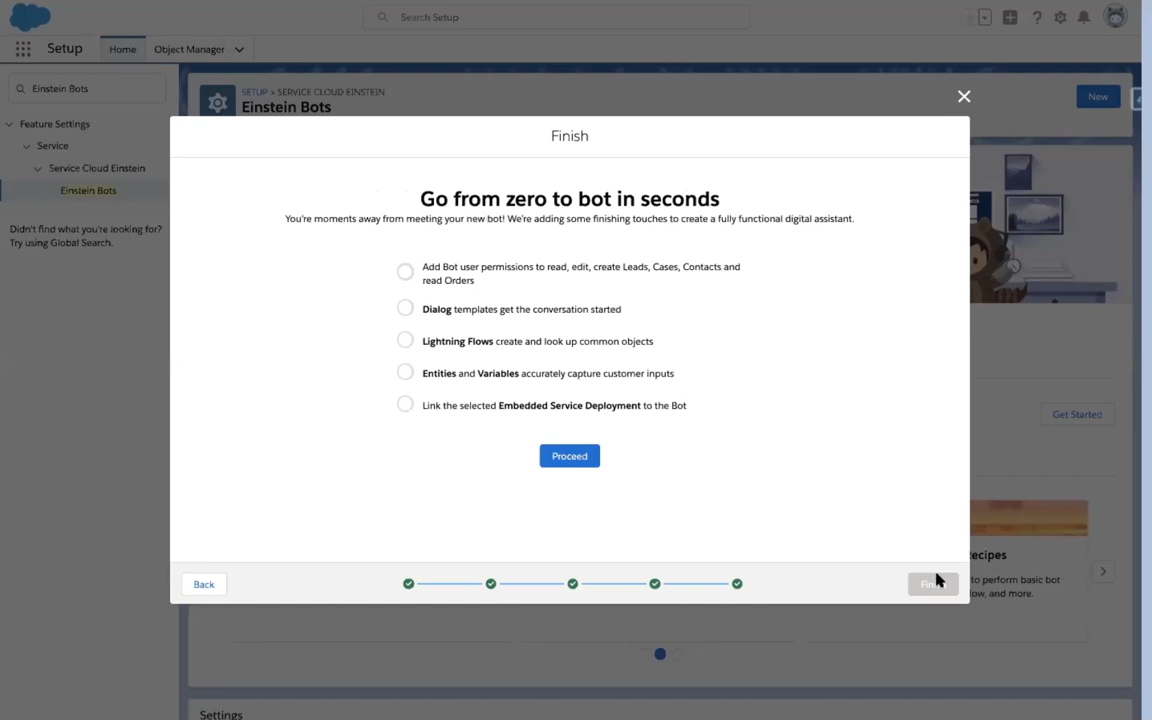 Search Setup
Setup
Home
Object Manager
Einstein Bots
Feature Settings
Service
Service Cloud Einstein
Einstein Bots
Didn't find what you're looking for?
Try using Global Search.
SETUP > SERVICE CLOUD EINSTEIN
Einstein Bots
New
Finish
Go from zero to bot in seconds
You're moments away from meeting your new bot! We're adding some finishing touches to create a fully functional digital assistant.
Add Bot user permissions to read, edit, create Leads, Cases, Contacts and
read Orders
Dialog templates get the conversation started
Lightning Flows create and look up common objects
Entities and Variables accurately capture customer inputs
Link the selected Embedded Service Deployment to the Bot
Proceed
Get Started
to perform basic bot
and more.
Back
Settings